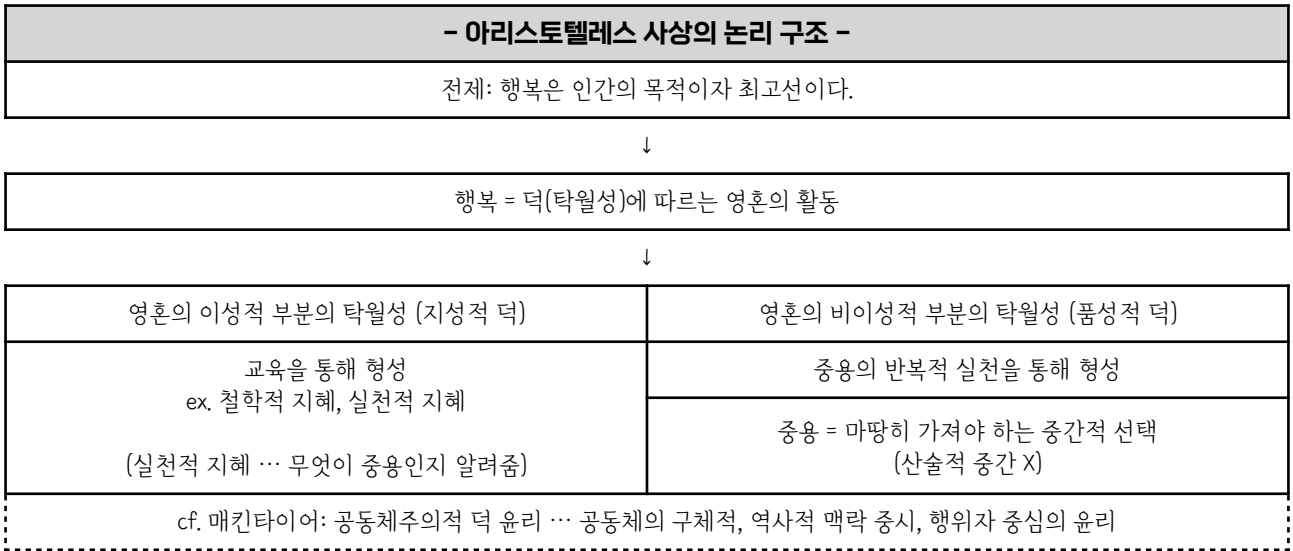 - 아리스토텔레스 사상의 논리 구조 -
전제: 행복은 인간의 목적이자 최고선이다.
↓
행복 = 덕(탁월성)에 따르는 영혼의 활동
↓
영혼의 이성적 부분의 탁월성 (지성적 덕)
교육을 통해 형성
ex. 철학적 지혜, 실천적 지혜
(실천적 지혜 … 무엇이 중용인지 알려줌)
영혼의 비이성적 부분의 탁월성 (품성적 덕)
중용의 반복적 실천을 통해 형성
중용 = 마땅히 가져야 하는 중간적 선택
(산술적 중간 X)
cf. 매킨타이어: 공동체주의적 덕 윤리 … 공동체의 구체적, 역사적 맥락 중시, 행위자 중심의 윤리